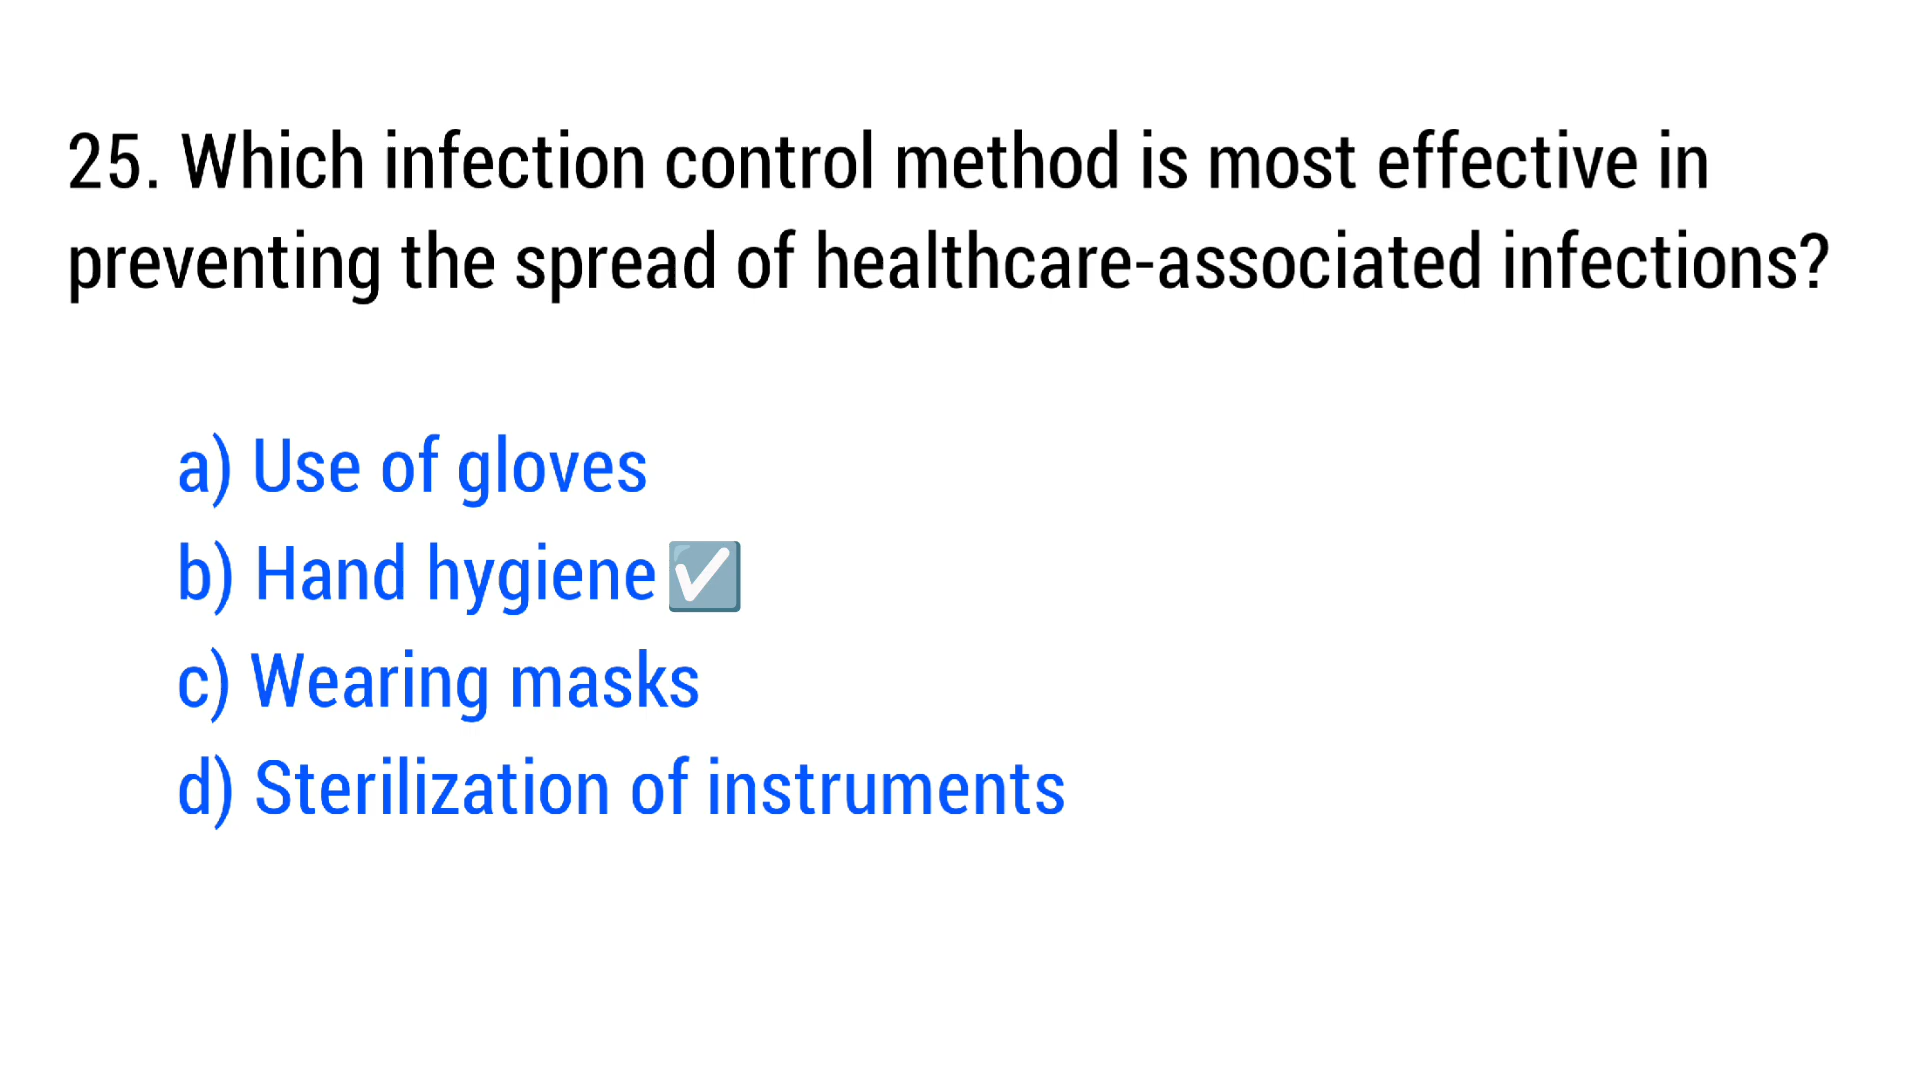 25. Which infection control method is most effective in
preventing the spread of healthcare-associated infections?
a) Use of gloves
b) Hand hygiene ☑️
c) Wearing masks
d) Sterilization of instruments